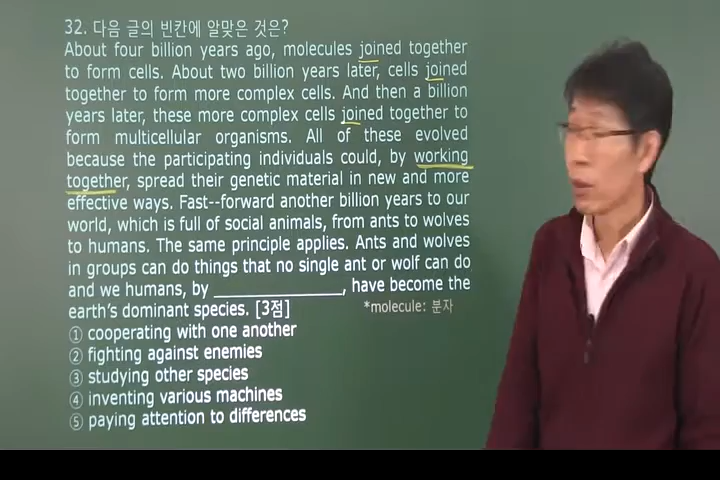 32. 다음 글의 빈칸에 알맞은 것은?
About four billion years ago, molecules joined together
to form cells. About two billion years later, cells joined
together to form more complex cells. And then a billion
years later, these more complex cells joined together to
form multicellular organisms. All of these evolved
because the participating individuals could, by working
together, spread their genetic material in new and more
effective ways. Fast--forward another billion years to our
world, which is full of social animals, from ants to wolves
to humans. The same principle applies. Ants and wolves
in groups can do things that no single ant or wolf can do
and we humans, by _______________, have become the
earth's dominant species. [3점] *molecule: 분자
① cooperating with one another
② fighting against enemies
③ studying other species
④ inventing various machines
⑤ paying attention to differences